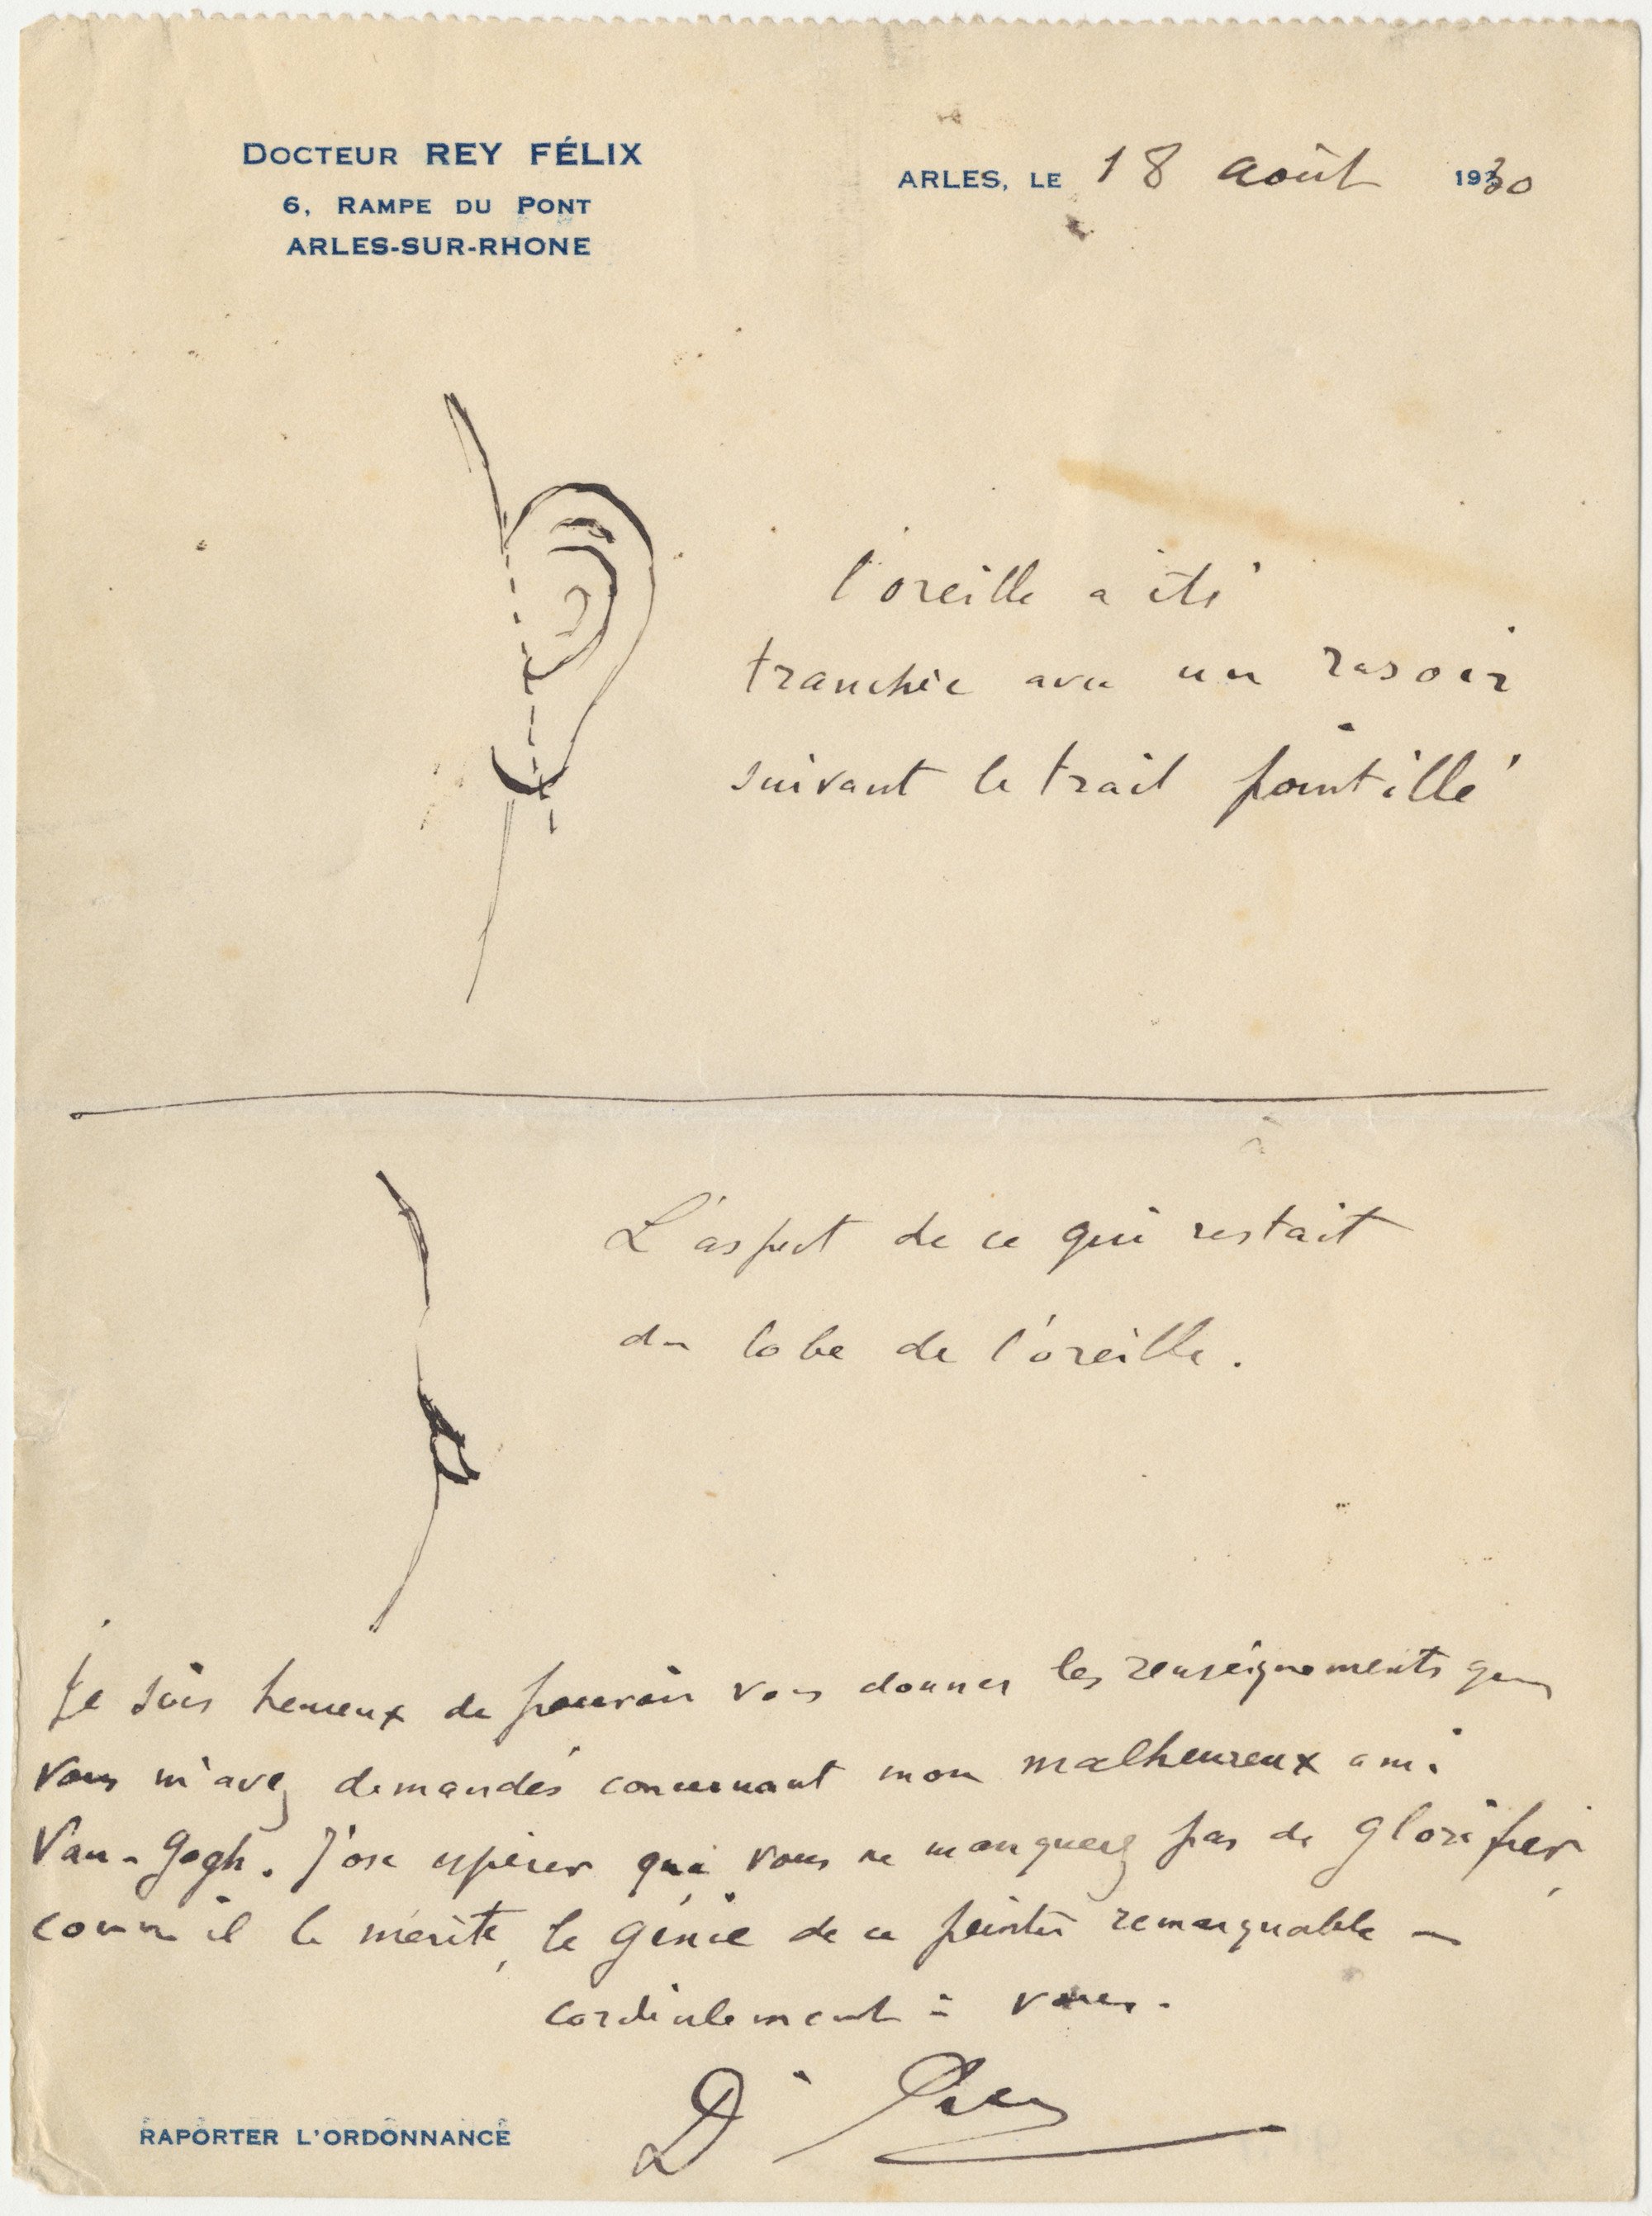 DOCTEUR REY FÉLIX
6, RAMPE DU PONT
ARLES-SUR-RHONE
ARLES, LE 18 août 1930
l'oreille a été
tranchée avec un rasoir
suivant le trait pointillé
L'aspect de ce qui restait
du lobe de l'oreille.
Je suis heureux de pouvoir vous donner les renseignements que
vous m'avez demandés concernant mon malheureux ami
Van-Gogh. J'ose espérer que vous ne manquerez pas de glorifier,
comme il le mérite, le génie de ce peintre remarquable —
cordialement à vous.
Dr Rey
RAPORTER L'ORDONNANCE